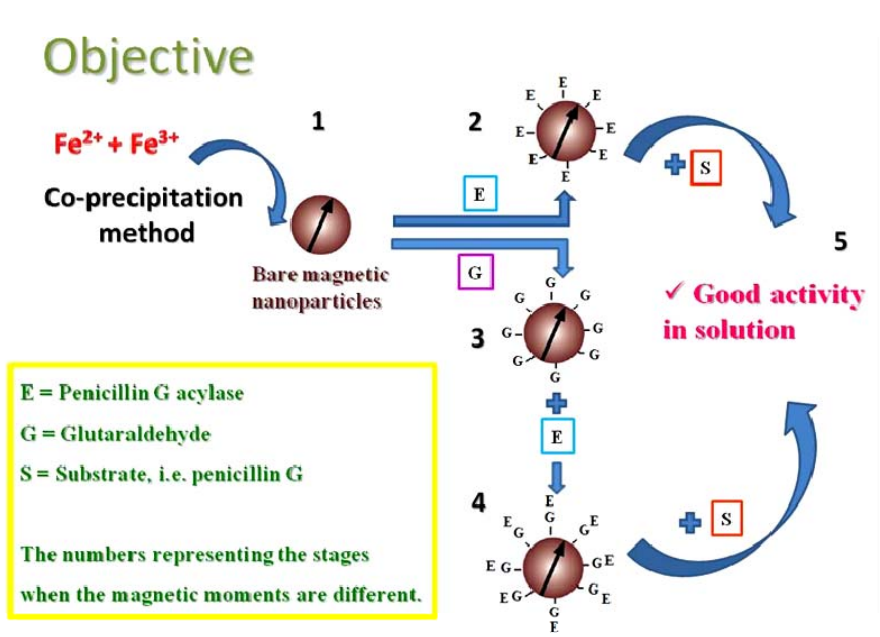 Objective
Fe²⁺ + Fe³⁺
Co-precipitation
method
1
Bare magnetic
nanoparticles
E
G
2
E
E
E
E-
-E
E
E
E
+ S
3
G
G
G
G-
-G
G
G
G
+
E
4
E
G
E
G
G
E
E G-
-G E
E G
G
E
G
E
+ S
5
✓ Good activity
in solution
E = Penicillin G acylase
G = Glutaraldehyde
S = Substrate, i.e. penicillin G
The numbers representing the stages
when the magnetic moments are different.